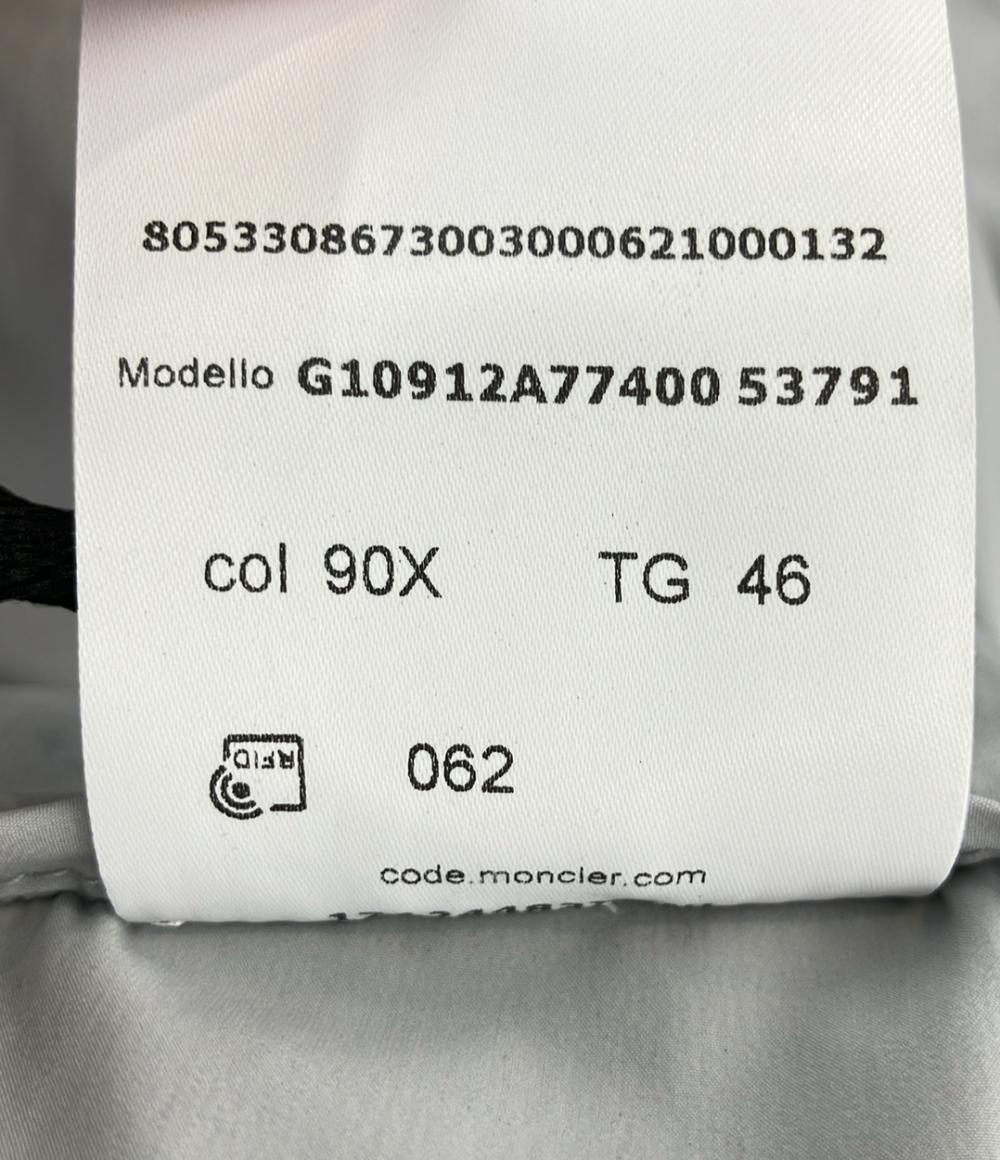 8053308673003000621000132
Modello G10912A77400 53791
col 90X TG 46
RFID
062
code.moncler.com